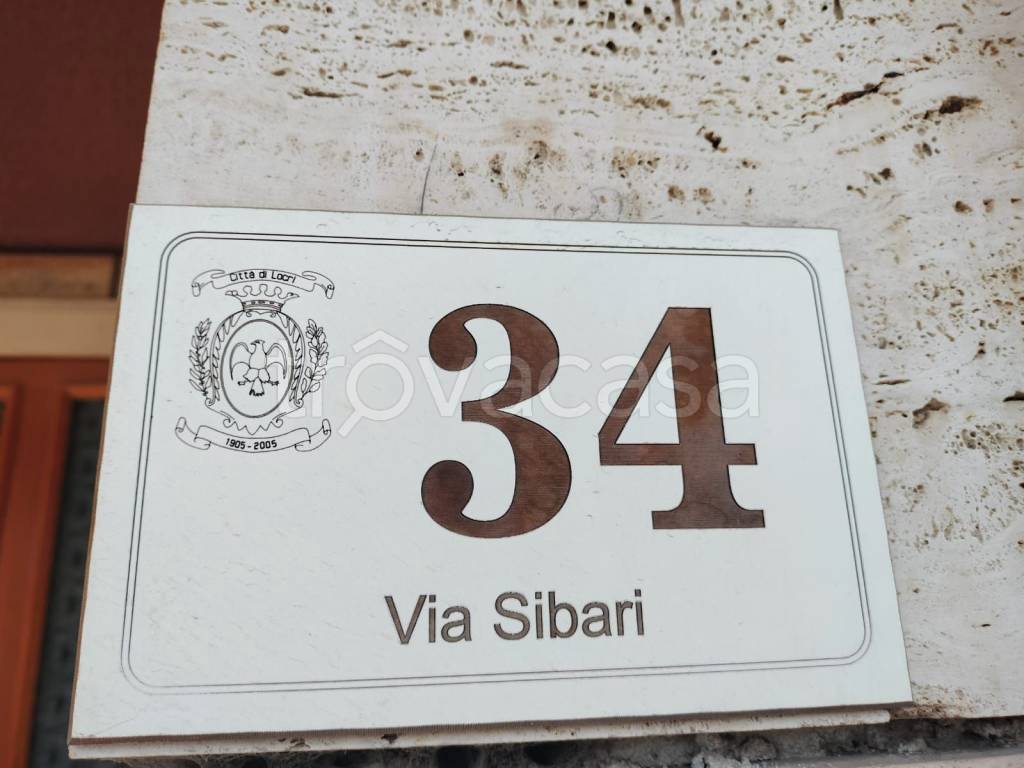 Città di Locri
34
trovacasa
1905-2005
Via Sibari